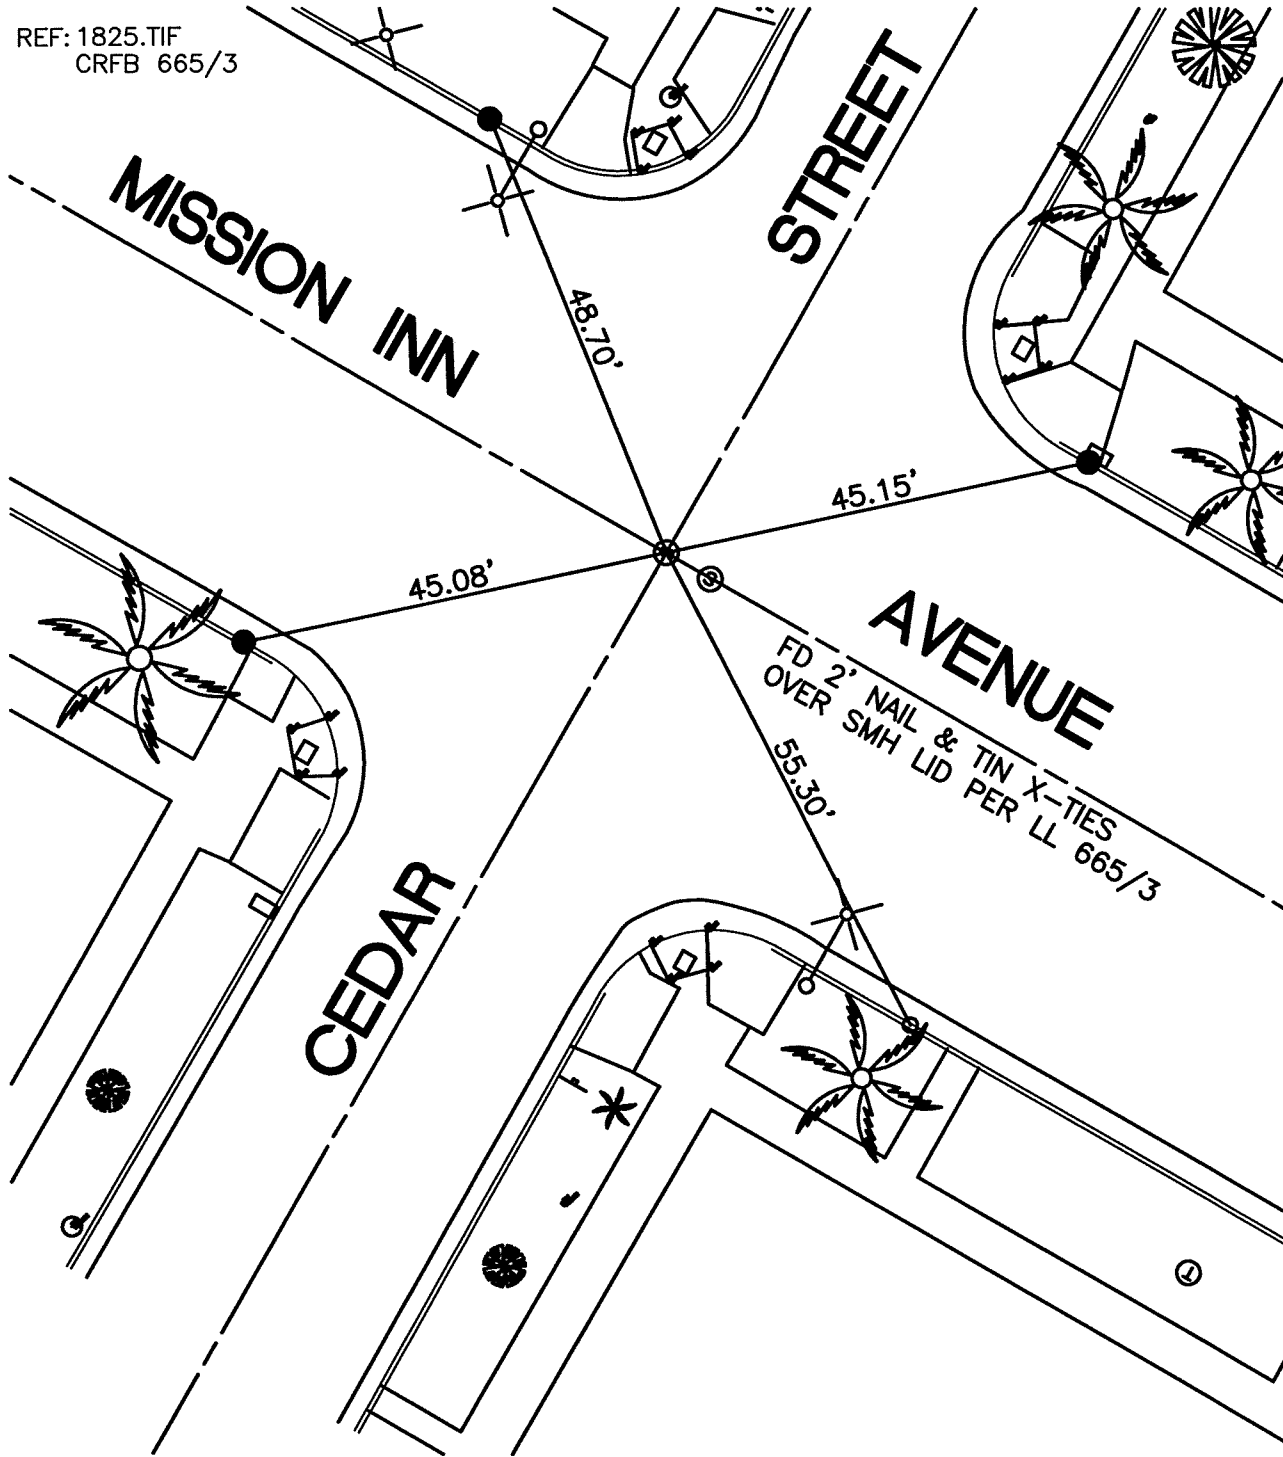 REF: 1825.TIF
CRFB 665/3
MISSION INN
STREET
48.70'
45.15'
45.08'
AVENUE
FD 2' NAIL & TIN X-TIES
OVER SMH LID PER LL 665/3
55.30'
CEDAR
S
T